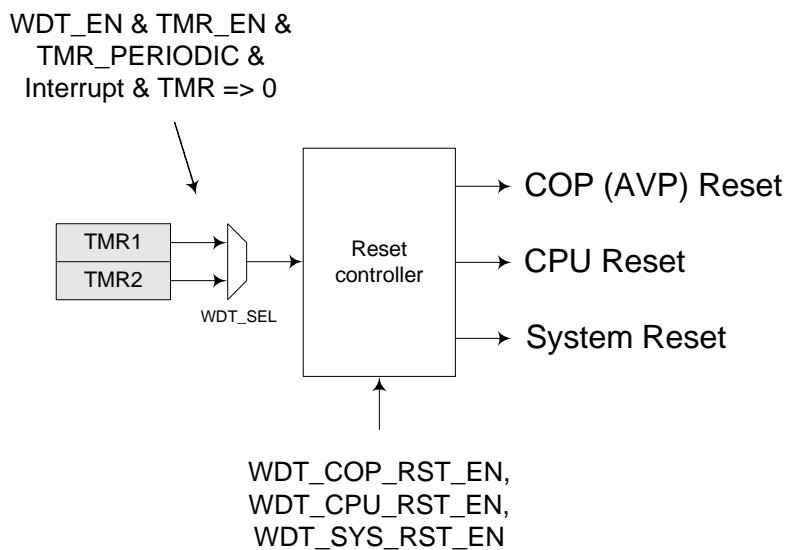 WDT_EN & TMR_EN &
TMR_PERIODIC &
Interrupt & TMR => 0
TMR1
TMR2
WDT_SEL
Reset
controller
COP (AVP) Reset
CPU Reset
System Reset
WDT_COP_RST_EN,
WDT_CPU_RST_EN,
WDT_SYS_RST_EN